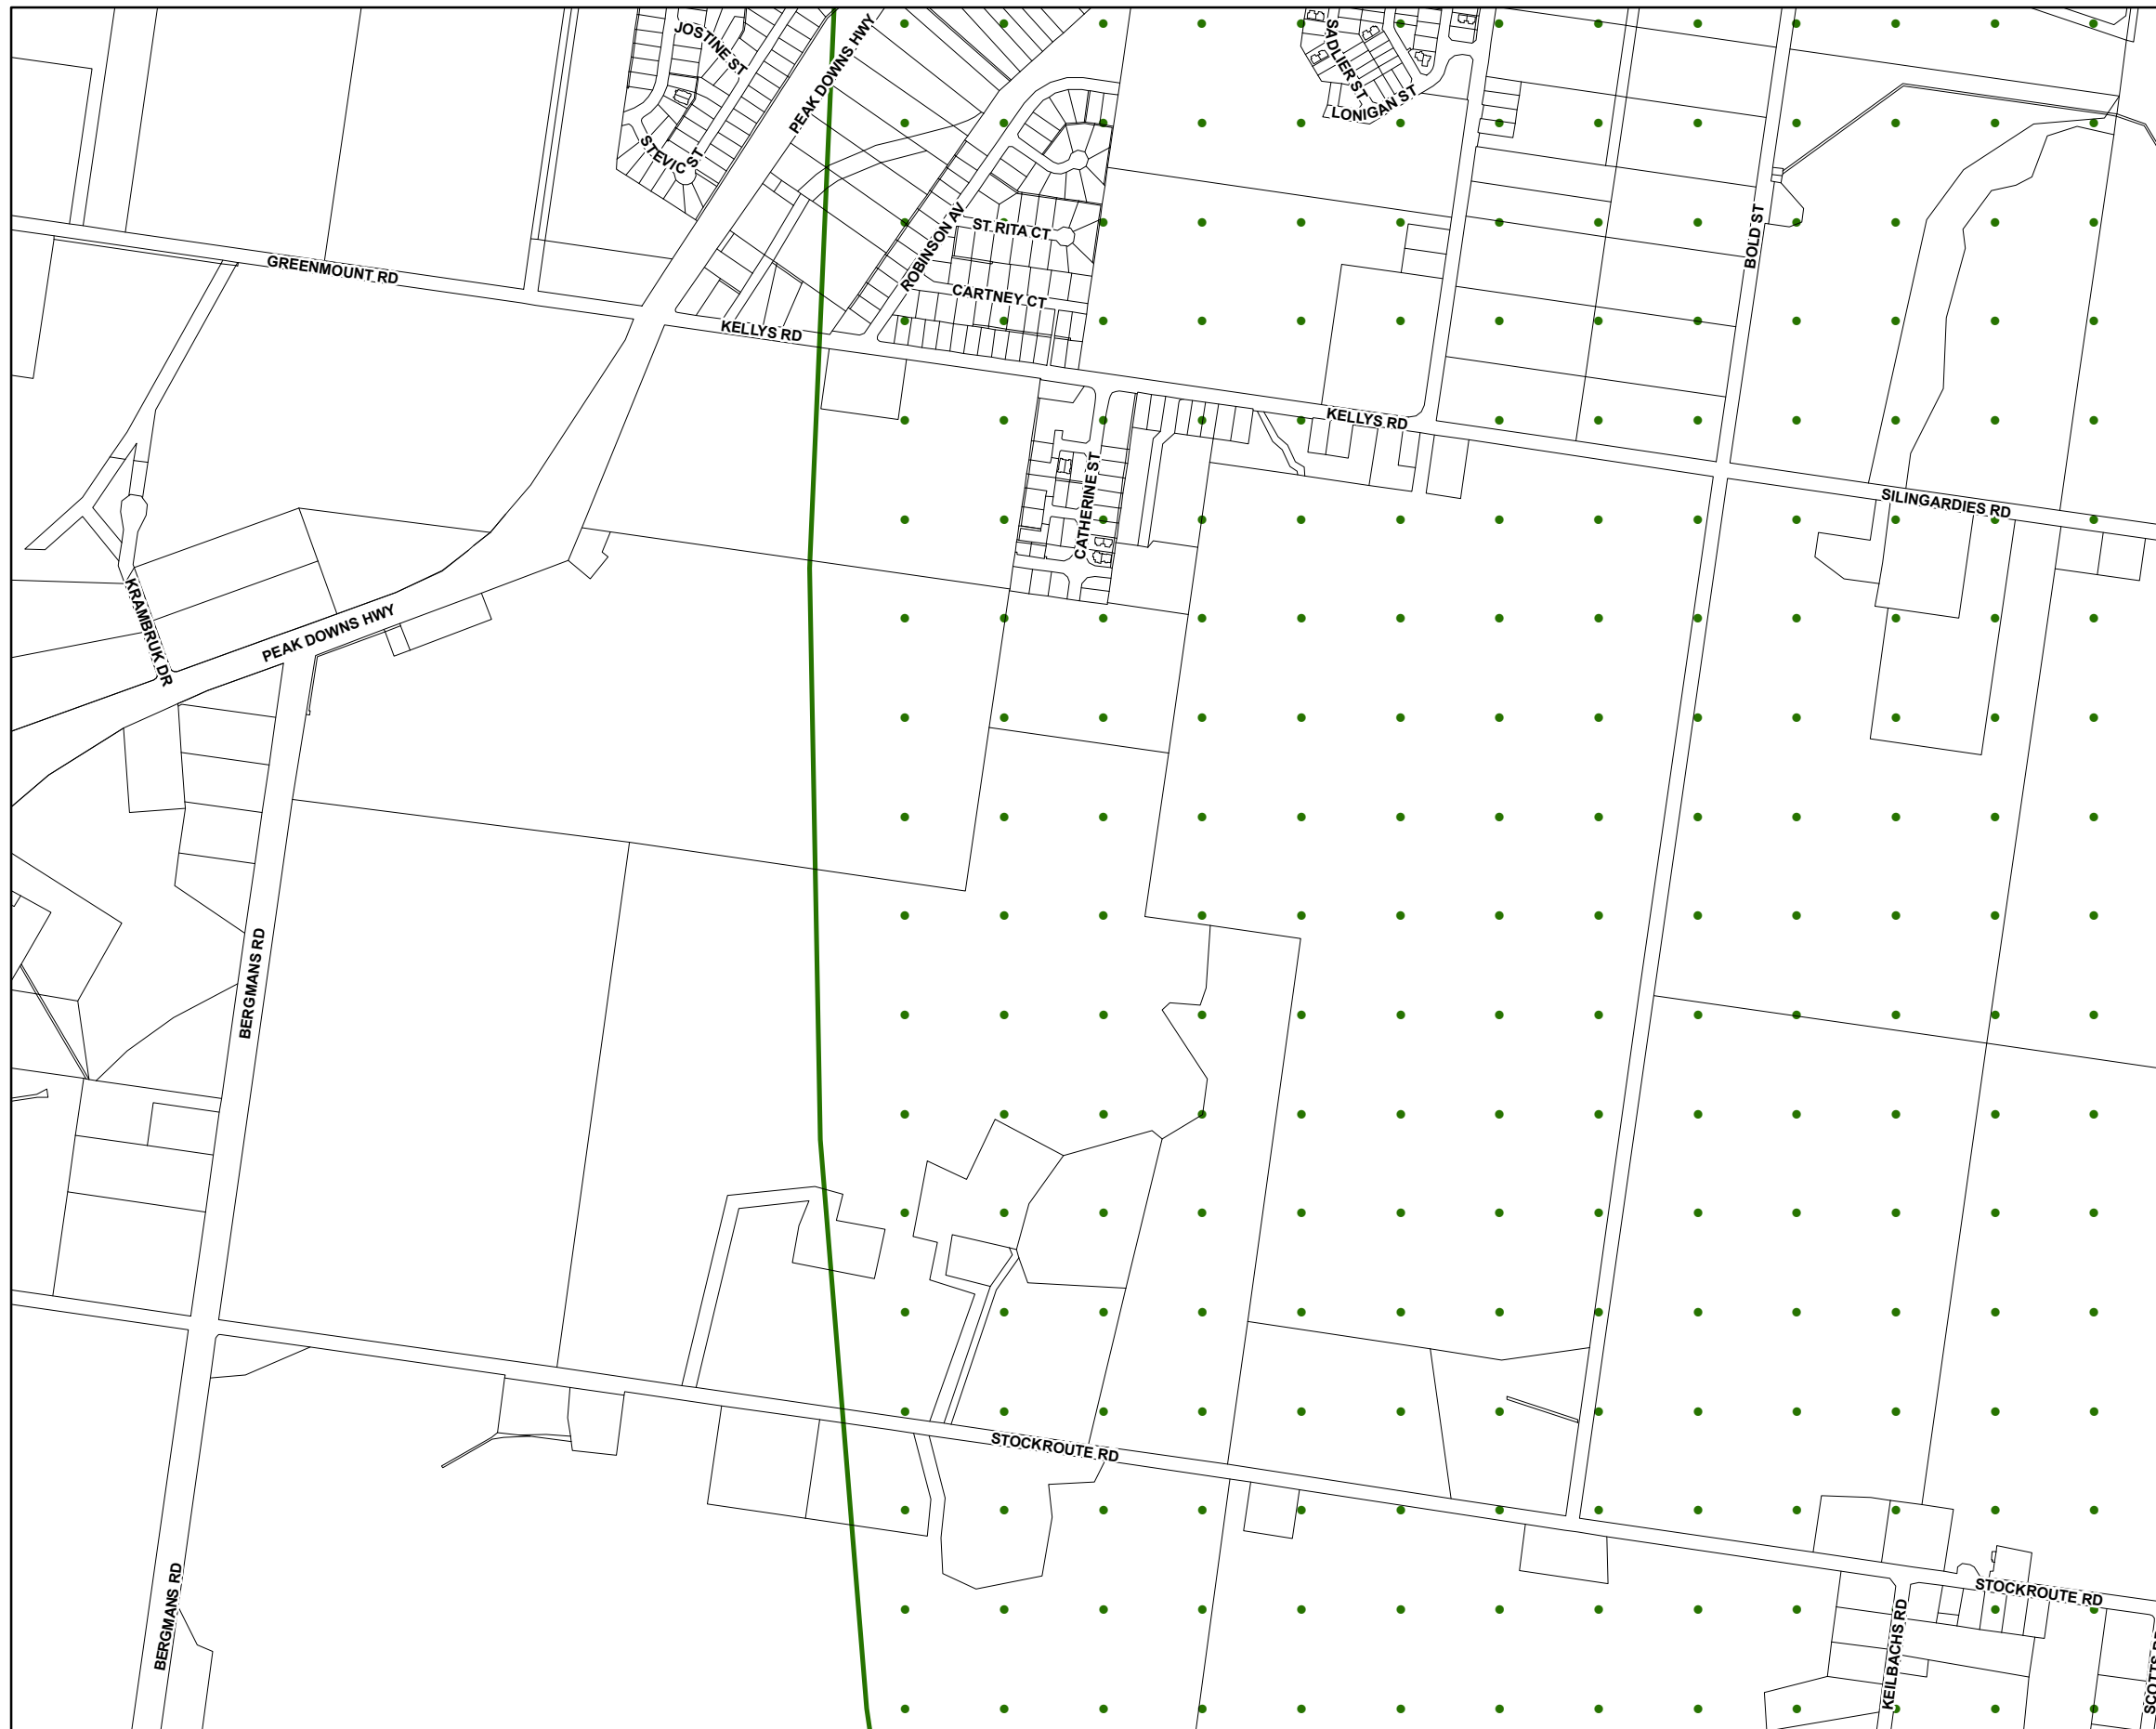 JOSTINE ST
PEAK DOWNS HWY
SADLIER ST
LONIGAN ST
STEVIC ST
ROBINSON AV
ST RITA CT
BOLD ST
GREENMOUNT RD
CARTNEY CT
KELLYS RD
KELLYS RD
CATHERINE ST
SILINGARDIES RD
KRAMBRUK DR
PEAK DOWNS HWY
BERGMANS RD
STOCKROUTE RD
BERGMANS RD
STOCKROUTE RD
KEILBACHS RD
SCOTTS RD